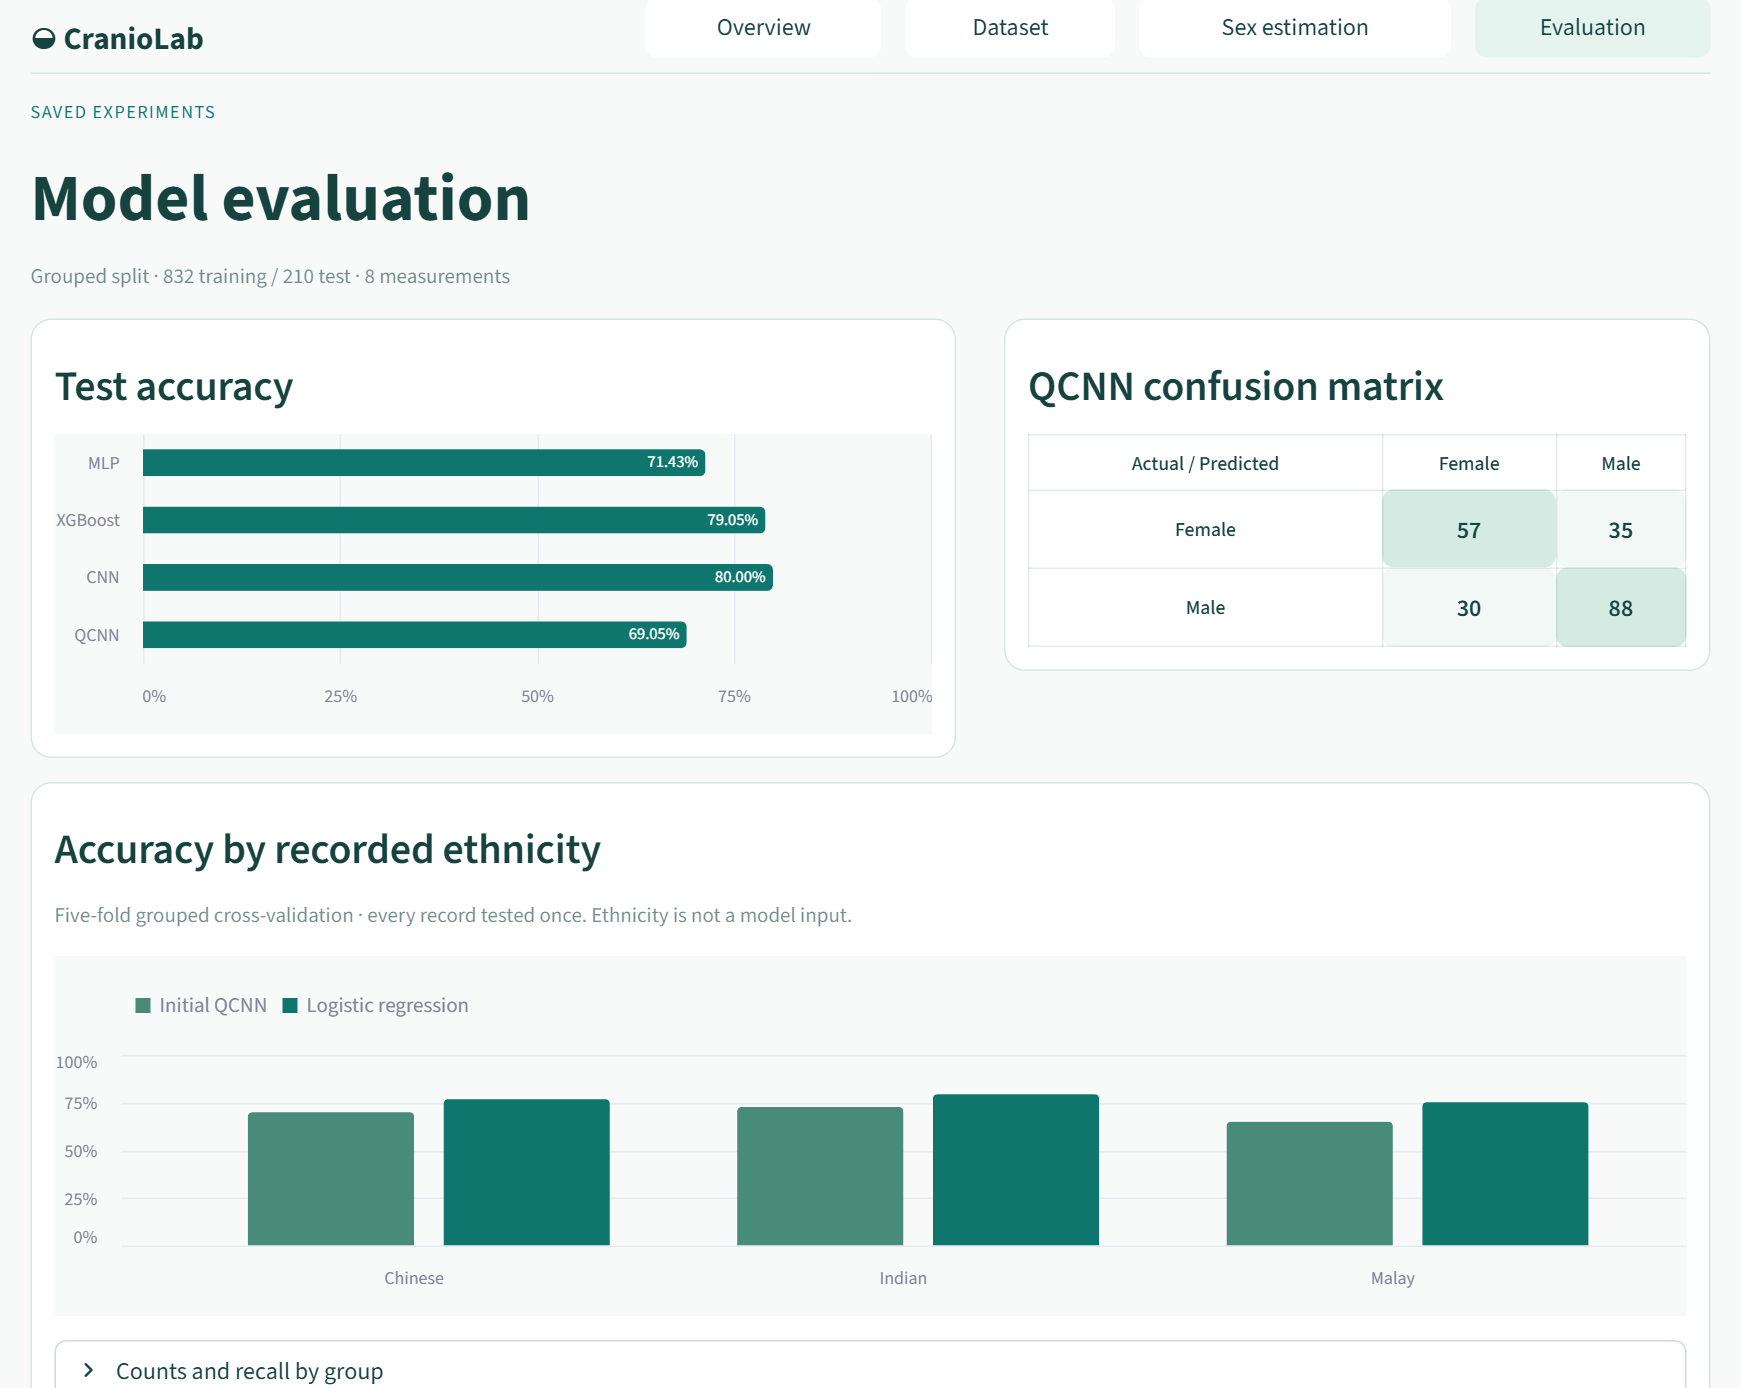 CranioLab
Overview
Dataset
Sex estimation
Evaluation
SAVED EXPERIMENTS
Model evaluation
Grouped split · 832 training / 210 test · 8 measurements
Test accuracy
MLP
71.43%
XGBoost
79.05%
CNN
80.00%
QCNN
69.05%
0%
25%
50%
75%
100%
QCNN confusion matrix
Actual / Predicted Female Male
Female 57 35
Male 30 88
Accuracy by recorded ethnicity
Five-fold grouped cross-validation · every record tested once. Ethnicity is not a model input.
Initial QCNN
Logistic regression
100%
75%
50%
25%
0%
Chinese
Indian
Malay
Counts and recall by group